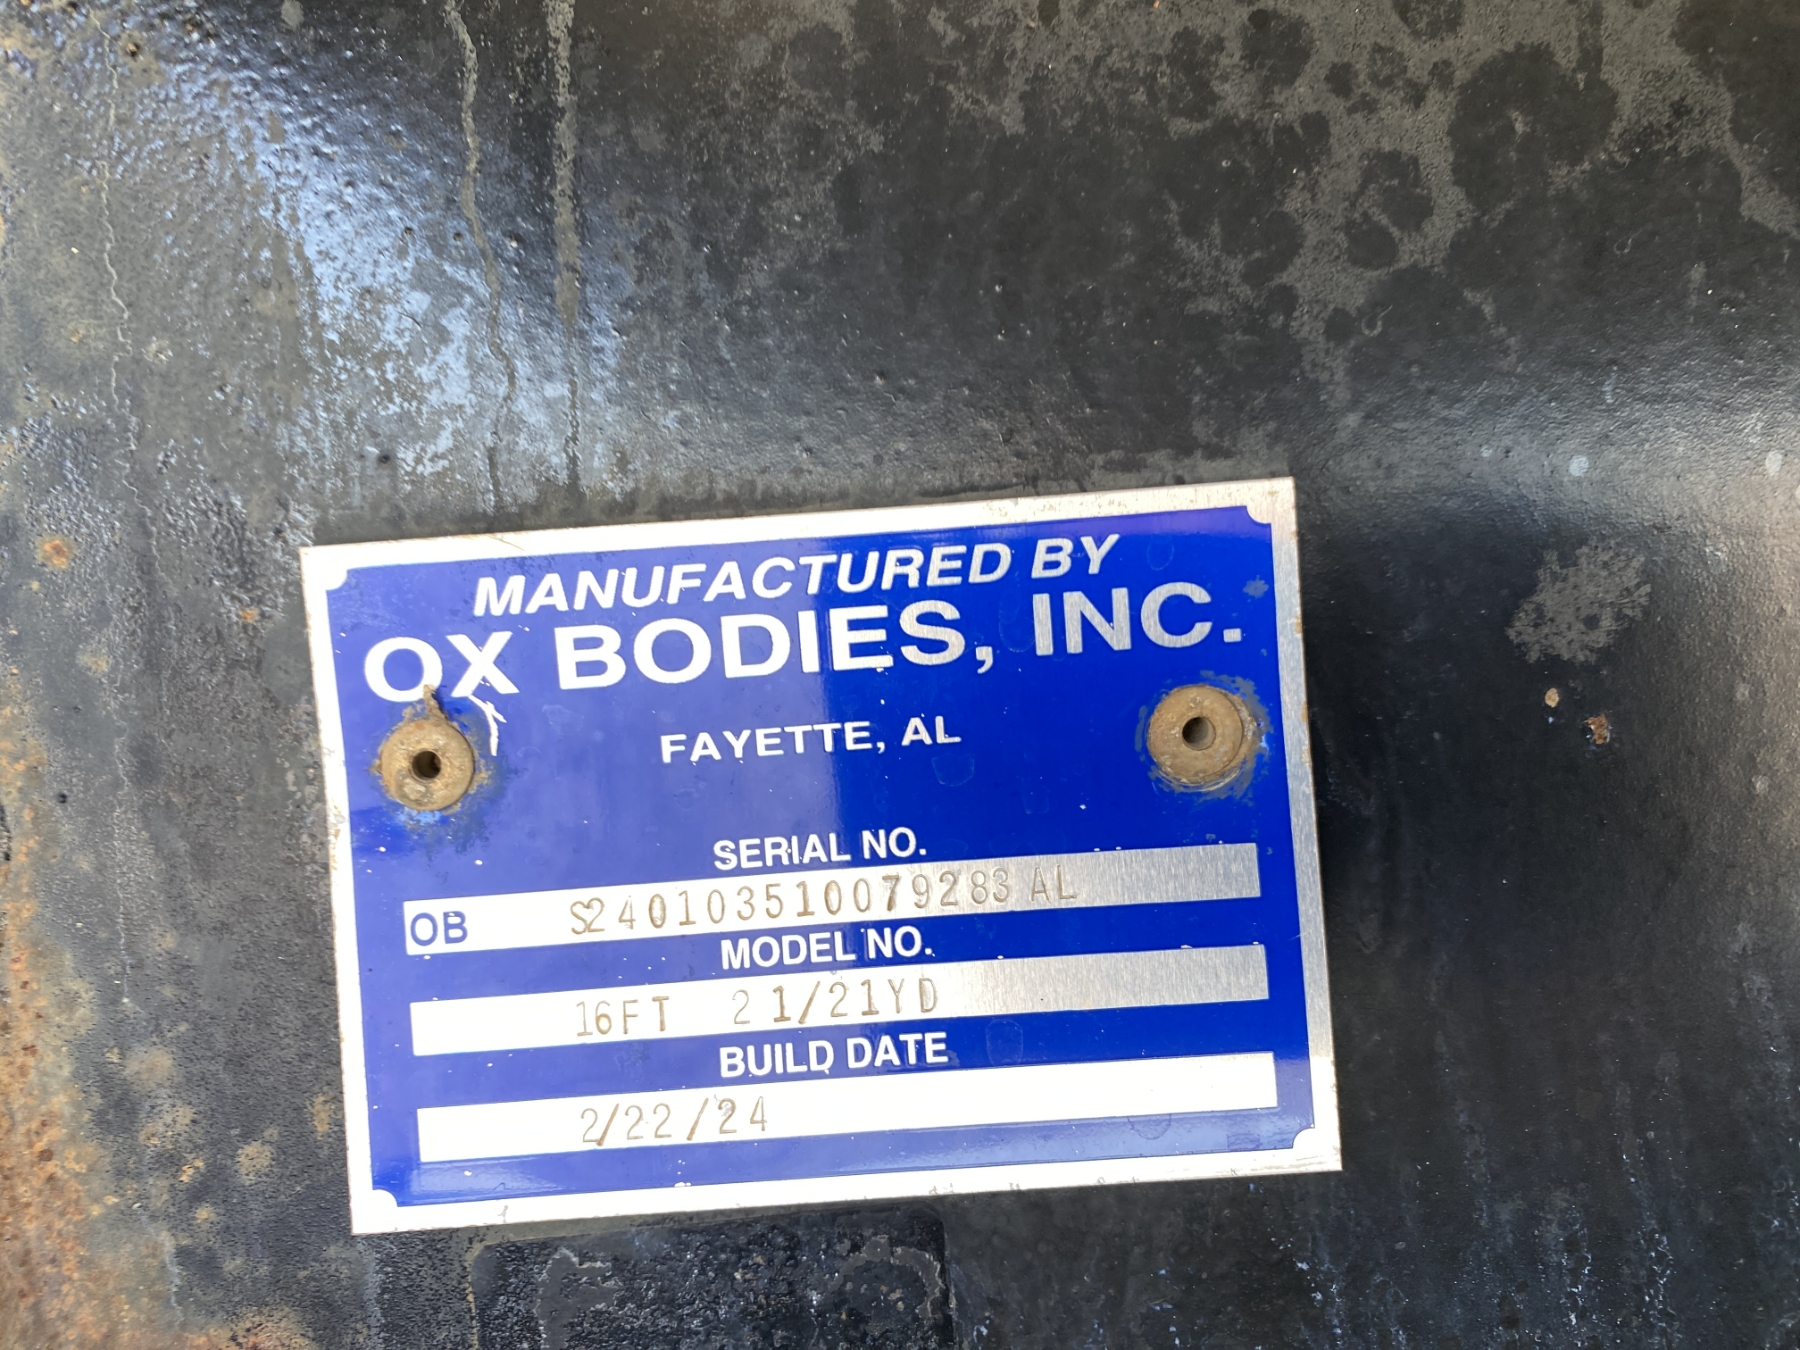 MANUFACTURED BY
OX BODIES, INC.
FAYETTE, AL
SERIAL NO.
OB S240103510079283 AL
MODEL NO.
16FT 21/21YD
BUILD DATE
2/22/24